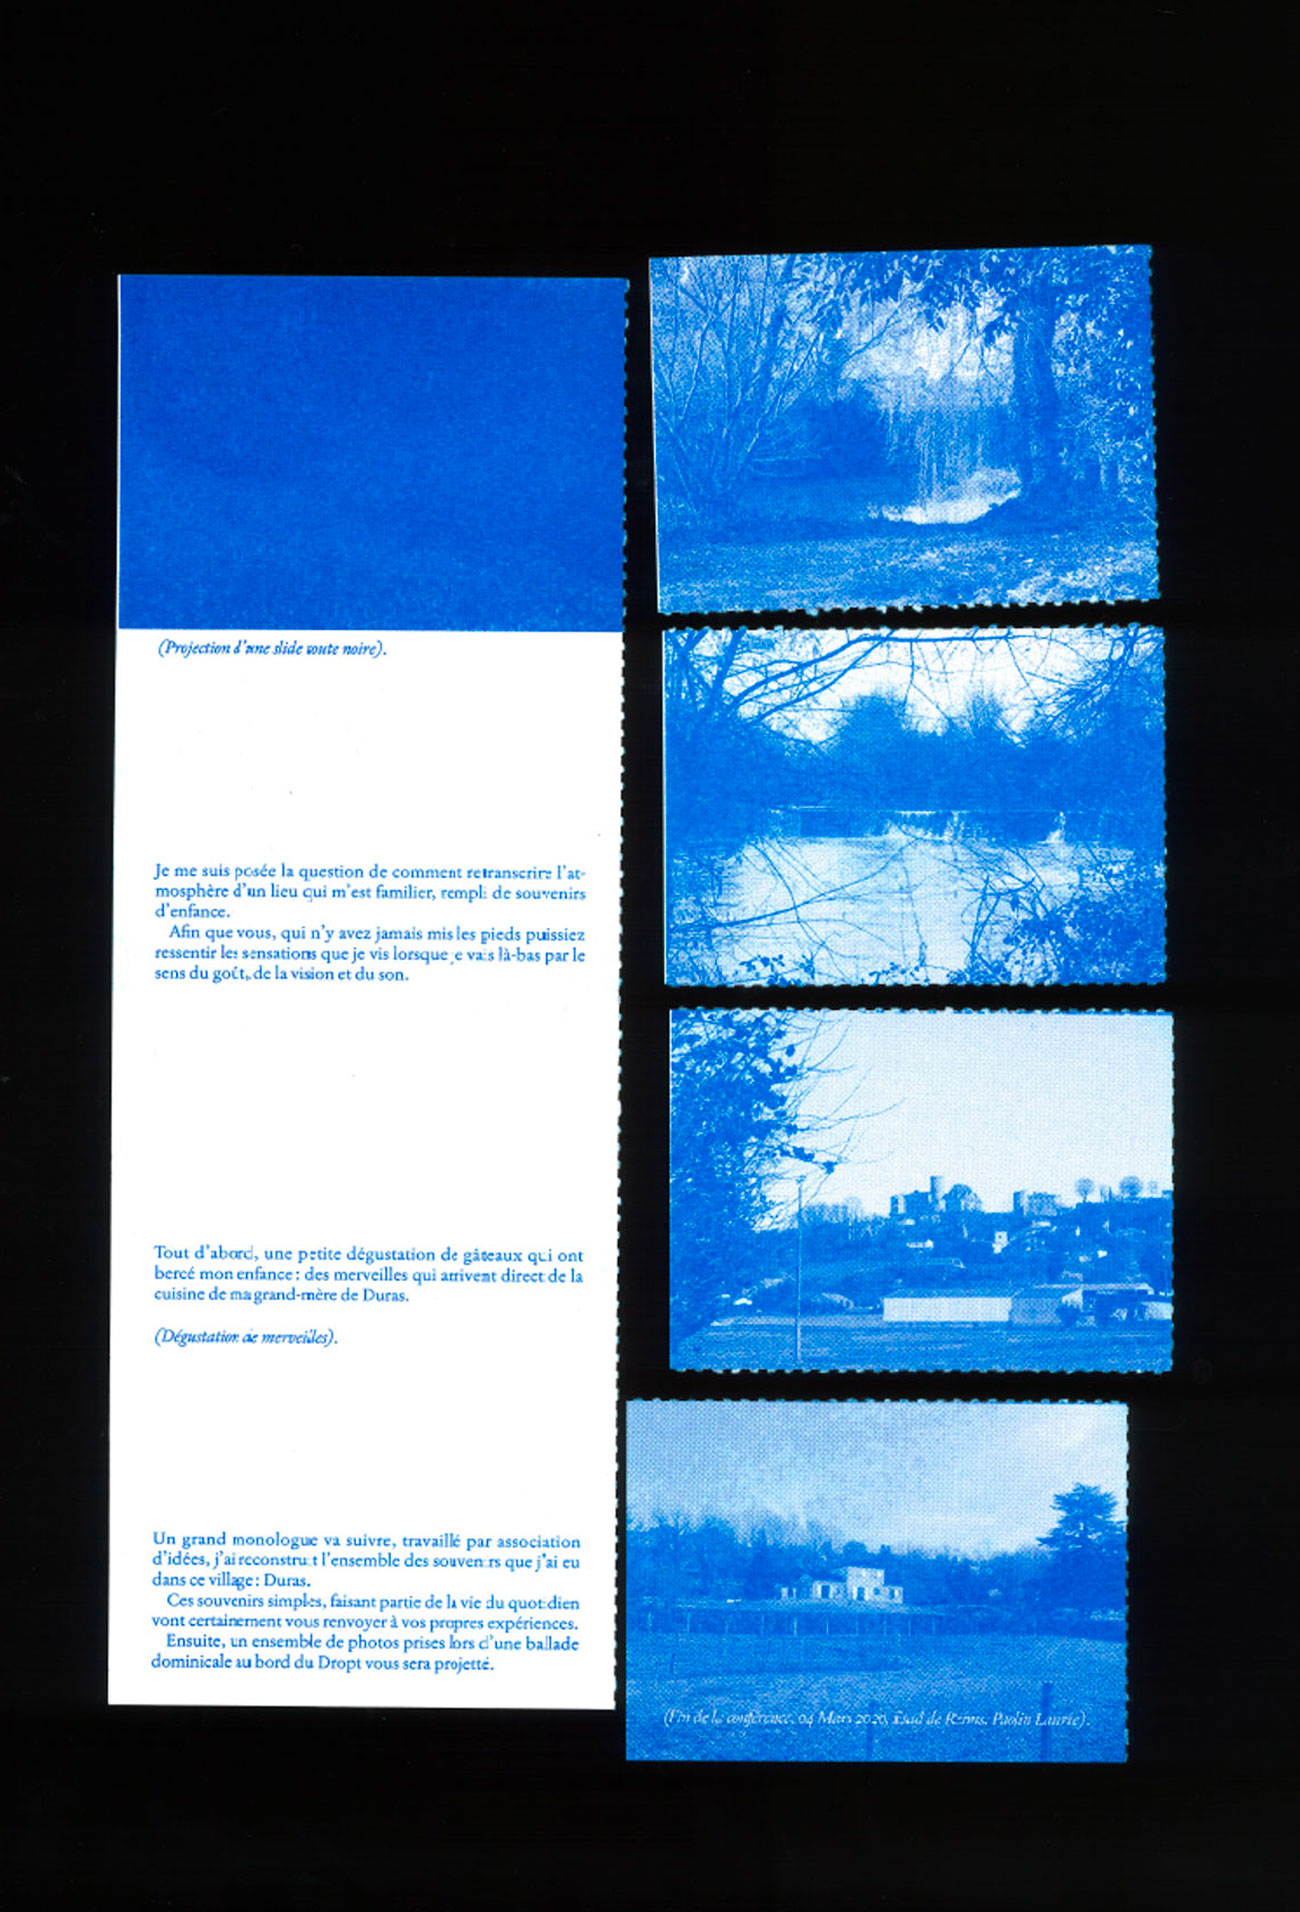 (Projection d'une slide toute noire).
Je me suis posée la question de comment retranscrire l'at-
mosphère d'un lieu qui m'est familier, rempli de souvenirs
d'enfance.
Afin que vous, qui n'y avez jamais mis les pieds puissiez
ressentir les sensations que je vis lorsque je vais là-bas par le
sens du goût, de la vision et du son.
Tout d'abord, une petite dégustation de gâteaux qui ont
bercé mon enfance : des merveilles qui arrivent direct de la
cuisine de ma grand-mère de Duras.
(Dégustation de merveilles).
Un grand monologue va suivre, travaillé par association
d'idées, j'ai reconstruit l'ensemble des souvenirs que j'ai eu
dans ce village : Duras.
Ces souvenirs simples, faisant partie de la vie du quotidien
vont certainement vous renvoyer à vos propres expériences.
Ensuite, un ensemble de photos prises lors d'une ballade
dominicale au bord du Dropt vous sera projetté.
(Fin de la conférence, 04 Mars 2020, Esad de Reims. Paolin Laurie).